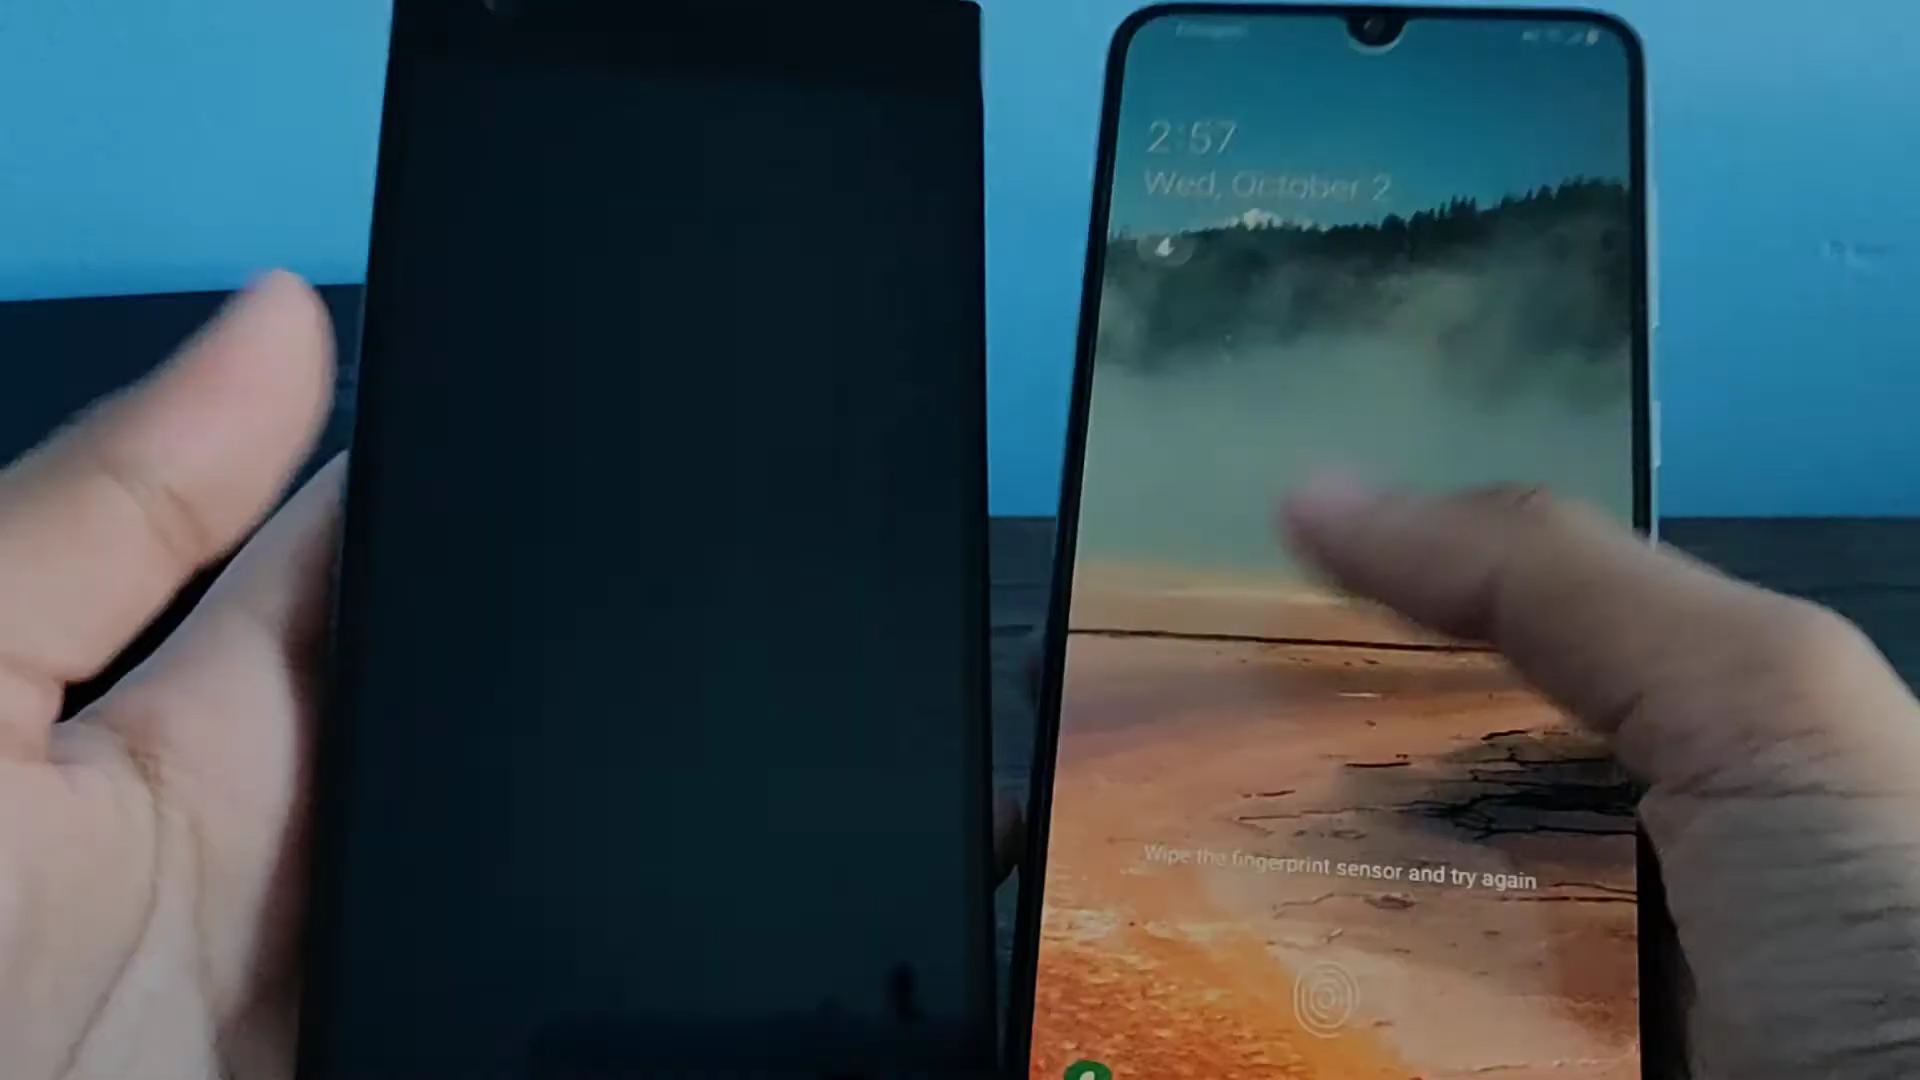 2:57
Wed, October 2
Wipe the fingerprint sensor and try again